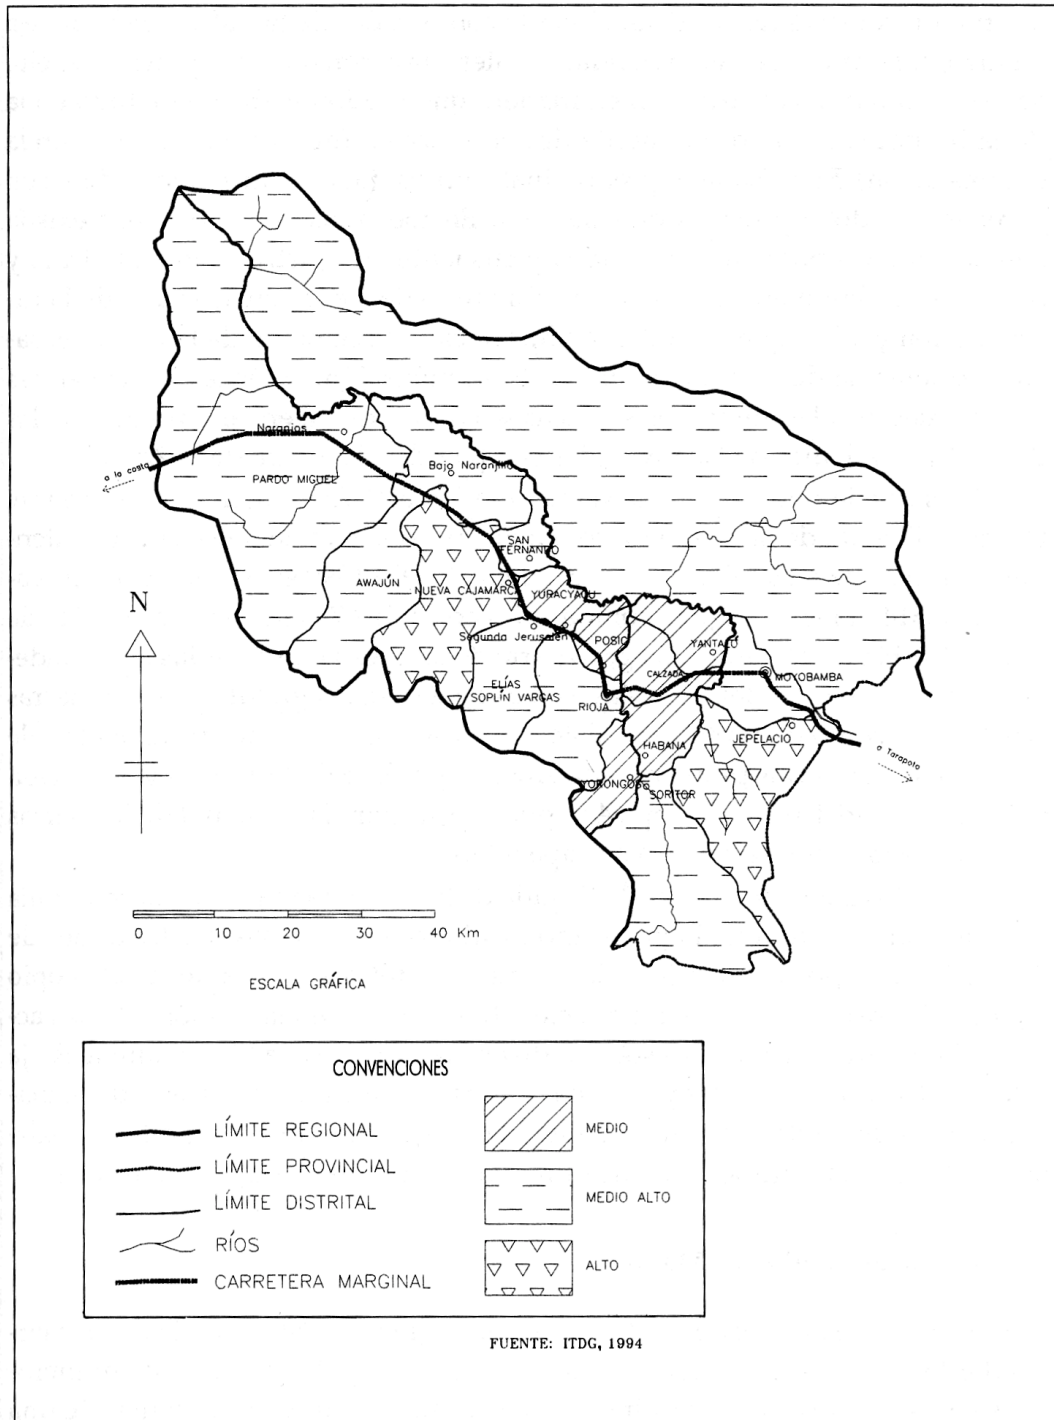 Naranjos
a la costa
PARDO MIGUEL
Bajo Naranjillo
SAN
FERNANDO
AWAJÚN
NUEVA CAJAMARCA
YURACYACU
N
Segunda Jerusalén
POSIC
YANTALÓ
ELÍAS
SOPLÍN VARGAS
CALZADA
MOYOBAMBA
RIOJA
HABANA
JEPELACIO
a Tarapoto
YORONGOS
SORITOR
0 10 20 30 40 Km
ESCALA GRÁFICA
CONVENCIONES
LÍMITE REGIONAL
LÍMITE PROVINCIAL
LÍMITE DISTRITAL
RÍOS
CARRETERA MARGINAL
MEDIO
MEDIO ALTO
ALTO
FUENTE: ITDG, 1994